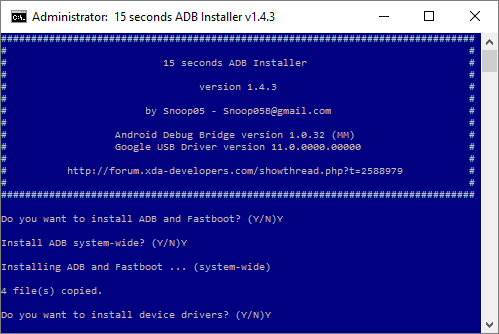 Administrator: 15 seconds ADB Installer v1.4.3
###############################################################################
# #
# 15 seconds ADB Installer #
# #
# version 1.4.3 #
# #
# by Snoop05 - Snoop05B@gmail.com #
# #
# Android Debug Bridge version 1.0.32 (MM) #
# Google USB Driver version 11.0.0000.00000 #
# #
# http://forum.xda-developers.com/showthread.php?t=2588979 #
# #
###############################################################################
Do you want to install ADB and Fastboot? (Y/N)Y
Install ADB system-wide? (Y/N)Y
Installing ADB and Fastboot ... (system-wide)
4 file(s) copied.
Do you want to install device drivers? (Y/N)Y